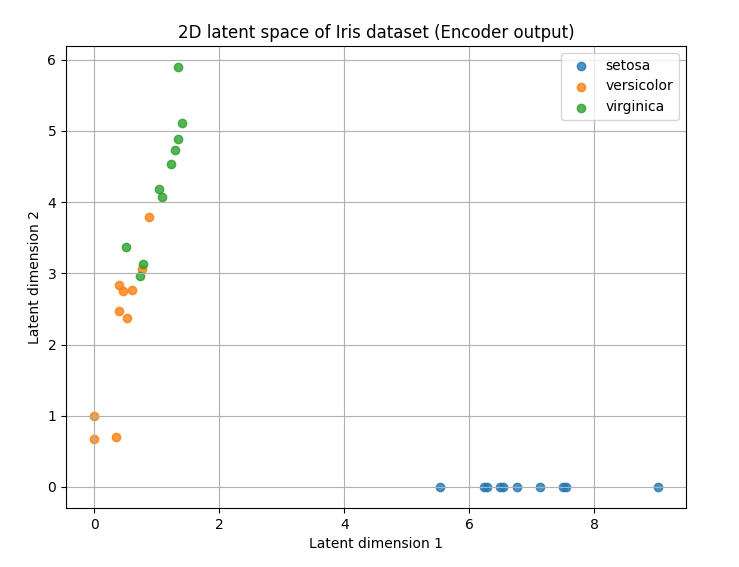 2D latent space of Iris dataset (Encoder output)
setosa
versicolor
virginica
Latent dimension 2
6
5
4
3
2
1
0
0 2 4 6 8
Latent dimension 1